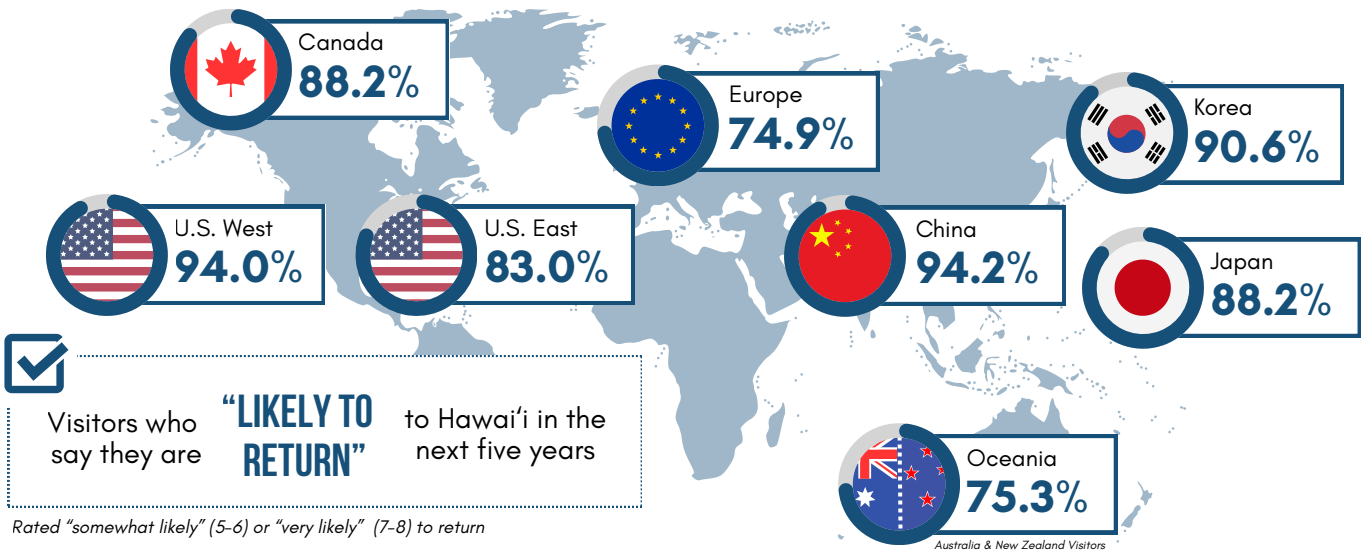 Canada
88.2%
Europe
74.9%
Korea
90.6%
U.S. West
94.0%
U.S. East
83.0%
China
94.2%
Japan
88.2%
Visitors who
say they are
“LIKELY TO
RETURN”
to Hawai‘i in the
next five years
Oceania
75.3%
Rated “somewhat likely” (5-6) or “very likely” (7-8) to return
Australia & New Zealand Visitors